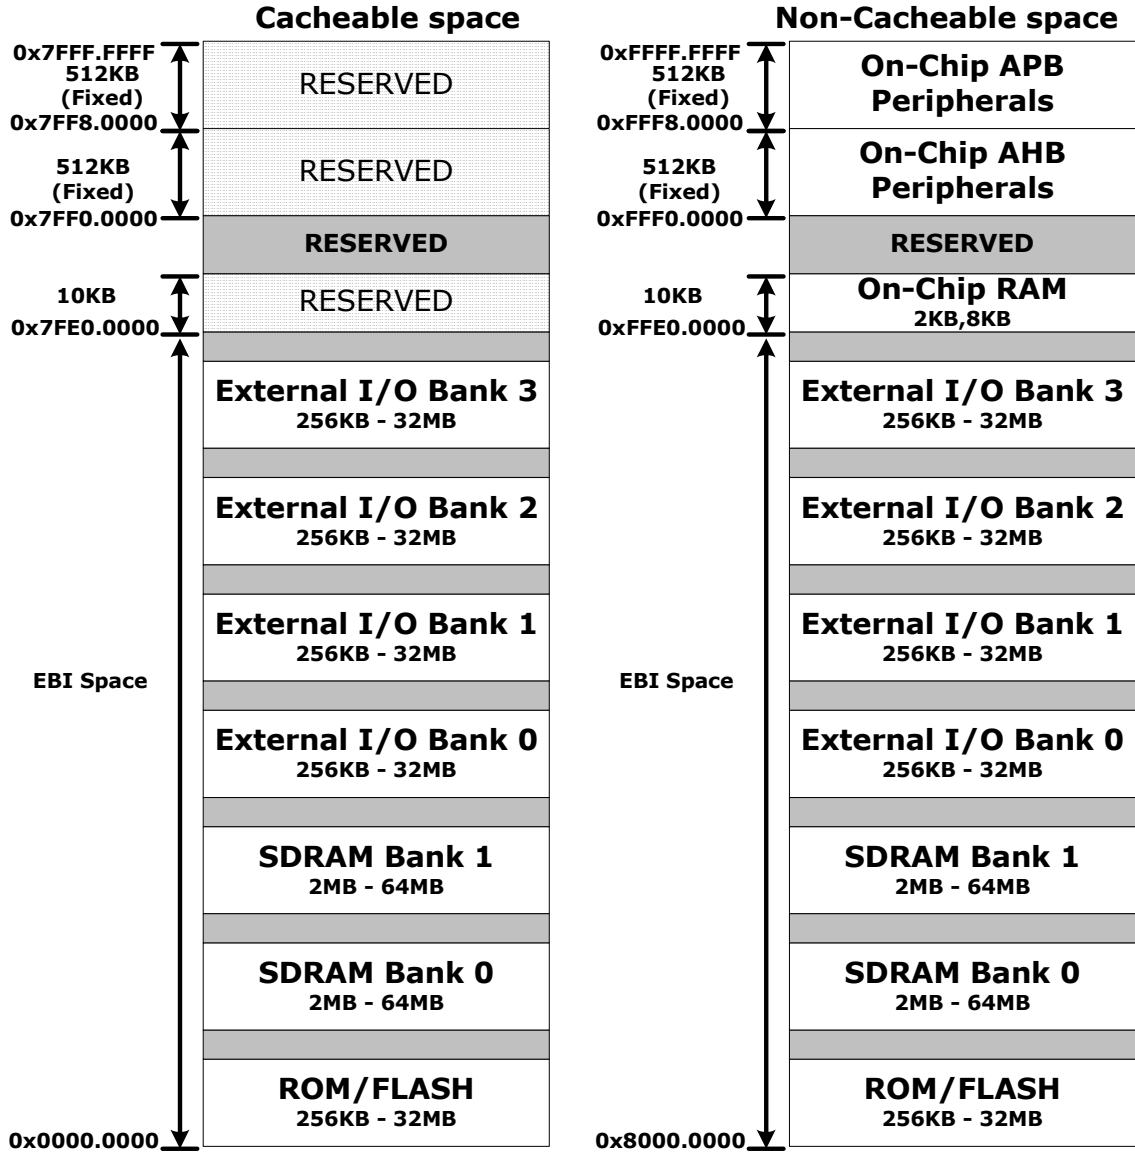 Cacheable space
0x7FFF.FFFF
512KB
(Fixed)
0x7FF8.0000
RESERVED
512KB
(Fixed)
0x7FF0.0000
RESERVED
RESERVED
10KB
0x7FE0.0000
RESERVED
External I/O Bank 3
256KB - 32MB
External I/O Bank 2
256KB - 32MB
External I/O Bank 1
256KB - 32MB
EBI Space
External I/O Bank 0
256KB - 32MB
SDRAM Bank 1
2MB - 64MB
SDRAM Bank 0
2MB - 64MB
ROM/FLASH
256KB - 32MB
0x0000.0000
Non-Cacheable space
0xFFFF.FFFF
512KB
(Fixed)
0xFFF8.0000
On-Chip APB
Peripherals
512KB
(Fixed)
0xFFF0.0000
On-Chip AHB
Peripherals
RESERVED
10KB
0xFFE0.0000
On-Chip RAM
2KB,8KB
External I/O Bank 3
256KB - 32MB
External I/O Bank 2
256KB - 32MB
External I/O Bank 1
256KB - 32MB
EBI Space
External I/O Bank 0
256KB - 32MB
SDRAM Bank 1
2MB - 64MB
SDRAM Bank 0
2MB - 64MB
ROM/FLASH
256KB - 32MB
0x8000.0000